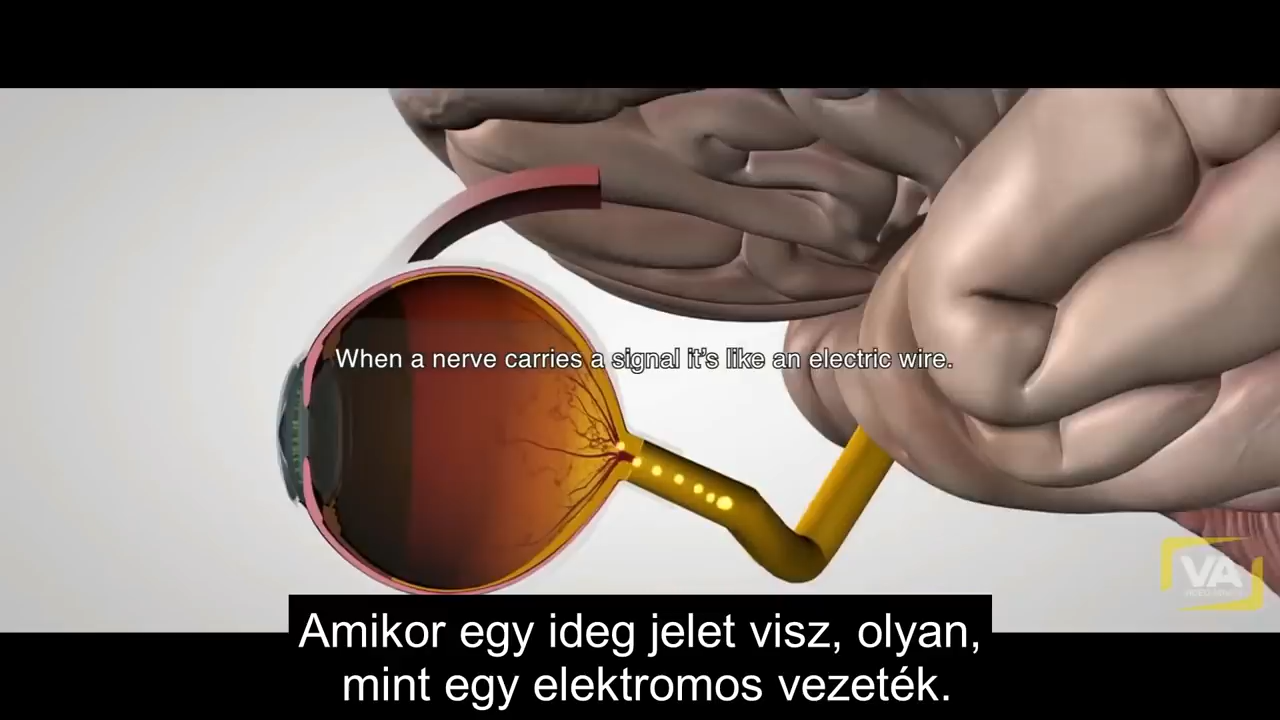 When a nerve carries a signal it's like an electric wire.
VA
Amikor egy ideg jelet visz, olyan,
mint egy elektromos vezeték.